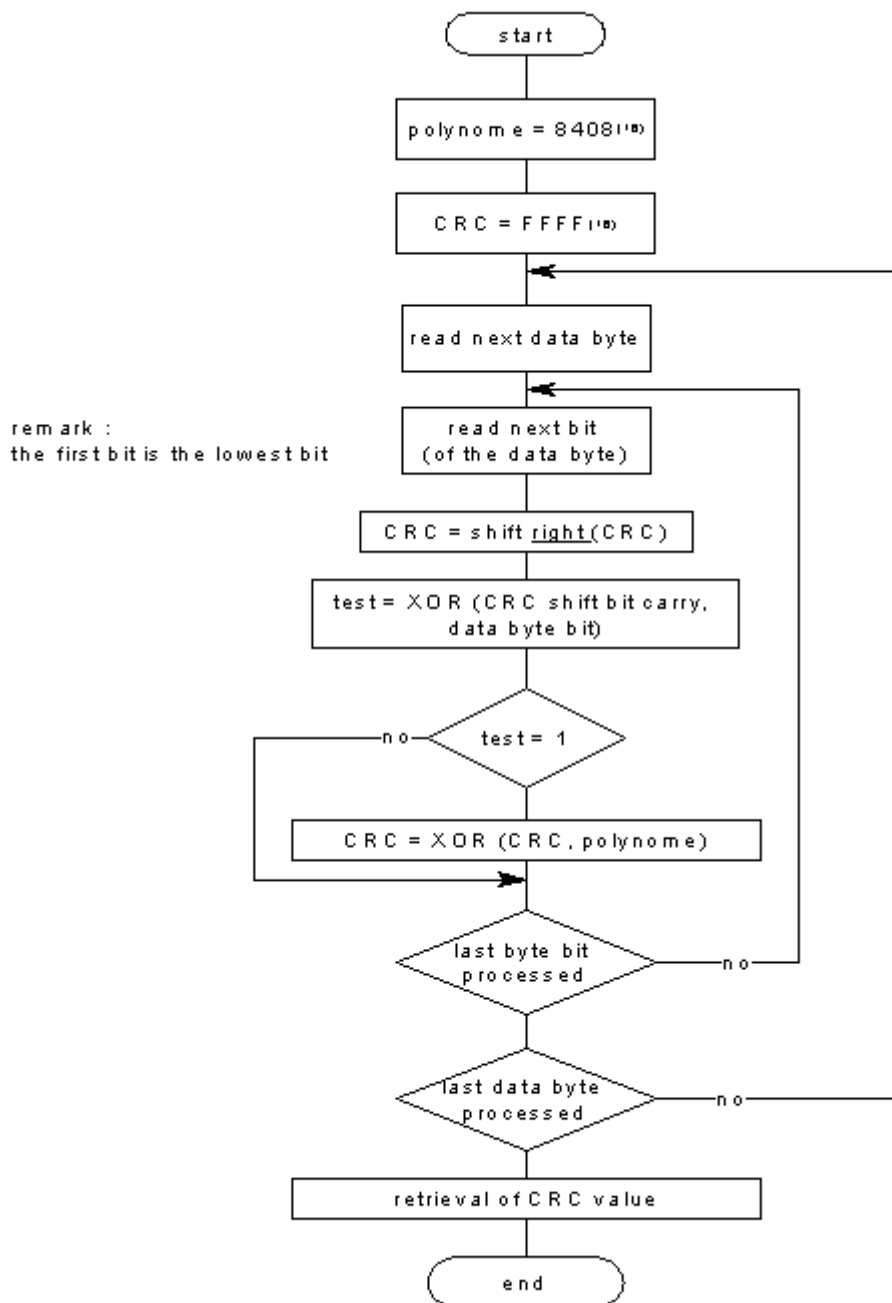 start
polynome = 8408(16)
CRC = FFFF(16)
read next data byte
remark :
the first bit is the lowest bit
read next bit
(of the data byte)
CRC = shift right (CRC)
test = XOR (CRC shift bit carry,
data byte bit)
no
test = 1
CRC = XOR (CRC, polynome)
last byte bit
processed
no
last data byte
processed
no
retrieval of CRC value
end